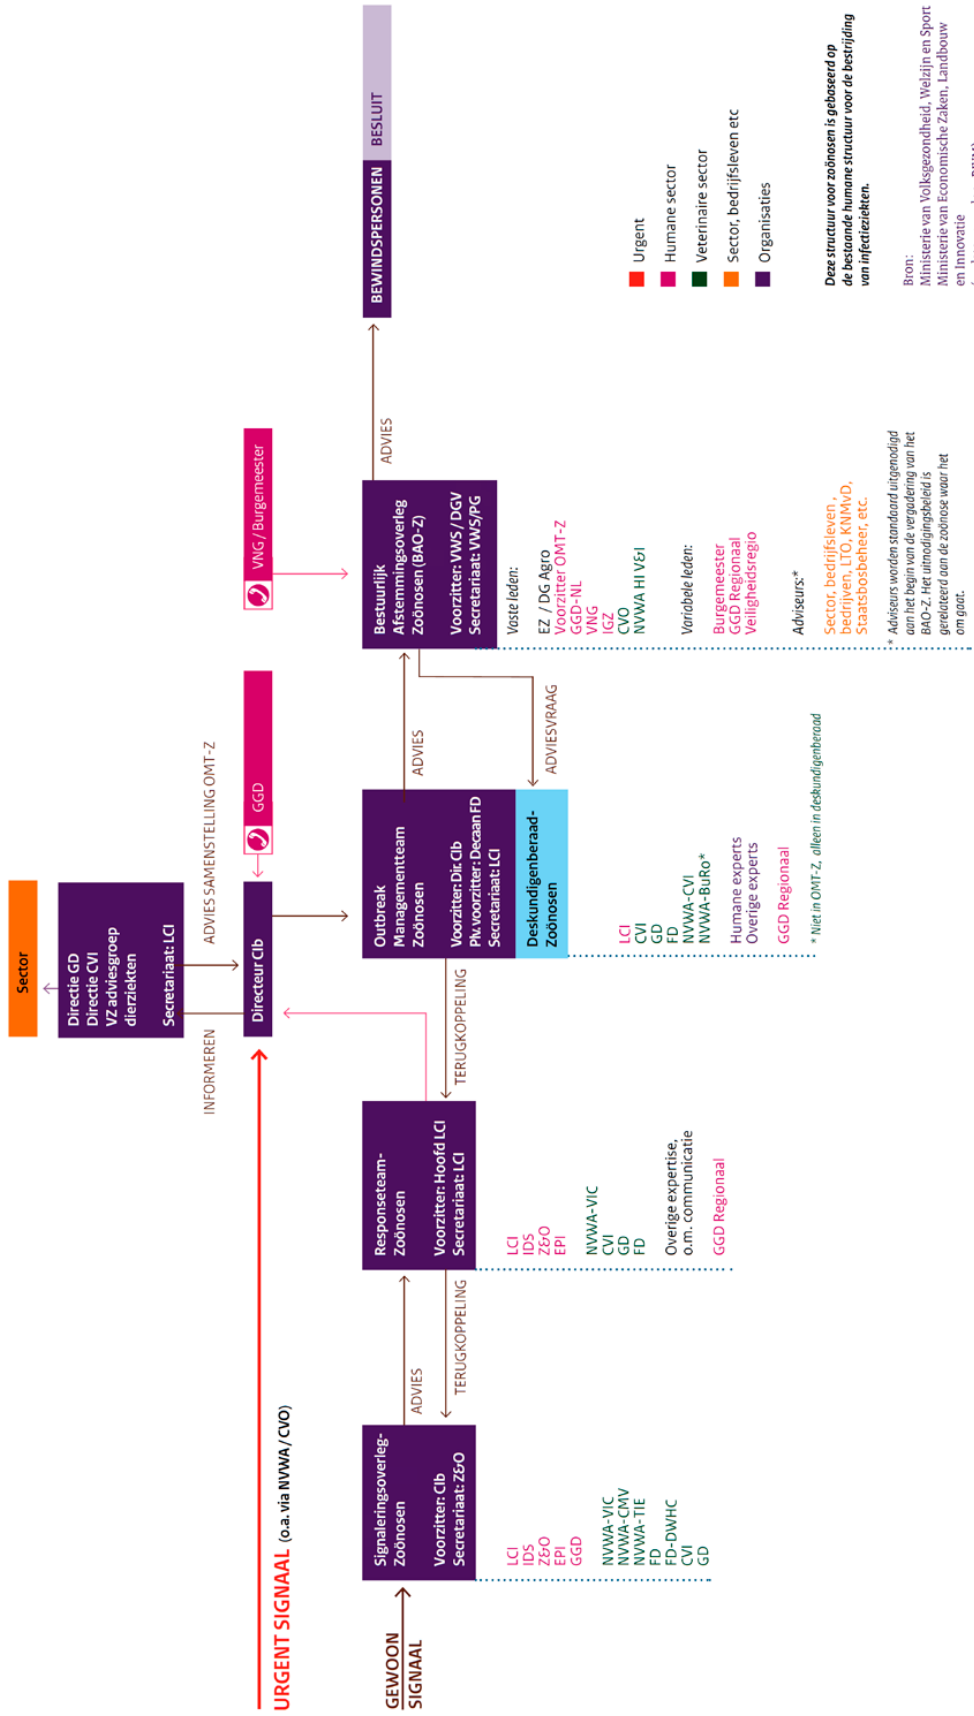 Sector
Directie GD
Directie CVI
VZ adviesgroep
dierziekten
Secretariaat: LCI
INFORMEREN
ADVIES SAMENSTELLING OMT-Z
URGENT SIGNAAL (o.a. via NVWA / CVO)
Directeur CIb
GGD
VNG / Burgemeester
GEWOON
SIGNAAL
Signaleringsoverleg-
Zoönosen
Voorzitter: CIb
Secretariaat: Z&O
LCI
IDS
Z&O
EPI
GGD
NVWA-VIC
NVWA-CMV
NVWA-TIE
FD
FD-DWHC
CVI
GD
ADVIES
TERUGKOPPELING
Responseteam-
Zoönosen
Voorzitter: Hoofd LCI
Secretariaat: LCI
LCI
IDS
Z&O
EPI
NVWA-VIC
CVI
GD
FD
Overige expertise,
o.m. communicatie
GGD Regionaal
TERUGKOPPELING
Outbreak
Managementteam
Zoönosen
Voorzitter: Dir. CIb
Plv. voorzitter: Decaan FD
Secretariaat: LCI
Deskundigenberaad-
Zoönosen
LCI
CVI
GD
FD
NVWA-CVI
NVWA-BuRo*
Humane experts
Overige experts
GGD Regionaal
* Niet in OMT-Z, alleen in deskundigenberaad
ADVIES
ADVIESVRAAG
Bestuurlijk
Afstemmingsoverleg
Zoönosen (BAO-Z)
Voorzitter: VWS / DGV
Secretariaat: VWS/PG
Vaste leden:
EZ / DG Agro
Voorzitter OMT-Z
GGD-NL
VNG
IGZ
CVO
NVWA HI V&I
Variabele leden:
Burgemeester
GGD Regionaal
Veiligheidsregio
Adviseurs:*
Sector, bedrijfsleven,
bedrijven, LTO, KNMvD,
Staatsbosbeheer, etc.
* Adviseurs worden standaard uitgenodigd
aan het begin van de vergadering van het
BAO-Z. Het uitnodigingsbeleid is
gerelateerd aan de zoönose waar het
om gaat.
ADVIES
BEWINDSPERSONEN BESLUIT
Urgent
Humane sector
Veterinaire sector
Sector, bedrijfsleven etc
Organisaties
Deze structuur voor zoönosen is gebaseerd op
de bestaande humane structuur voor de bestrijding
van infectieziekten.
Bron:
Ministerie van Volksgezondheid, Welzijn en Sport
Ministerie van Economische Zaken, Landbouw
en Innovatie